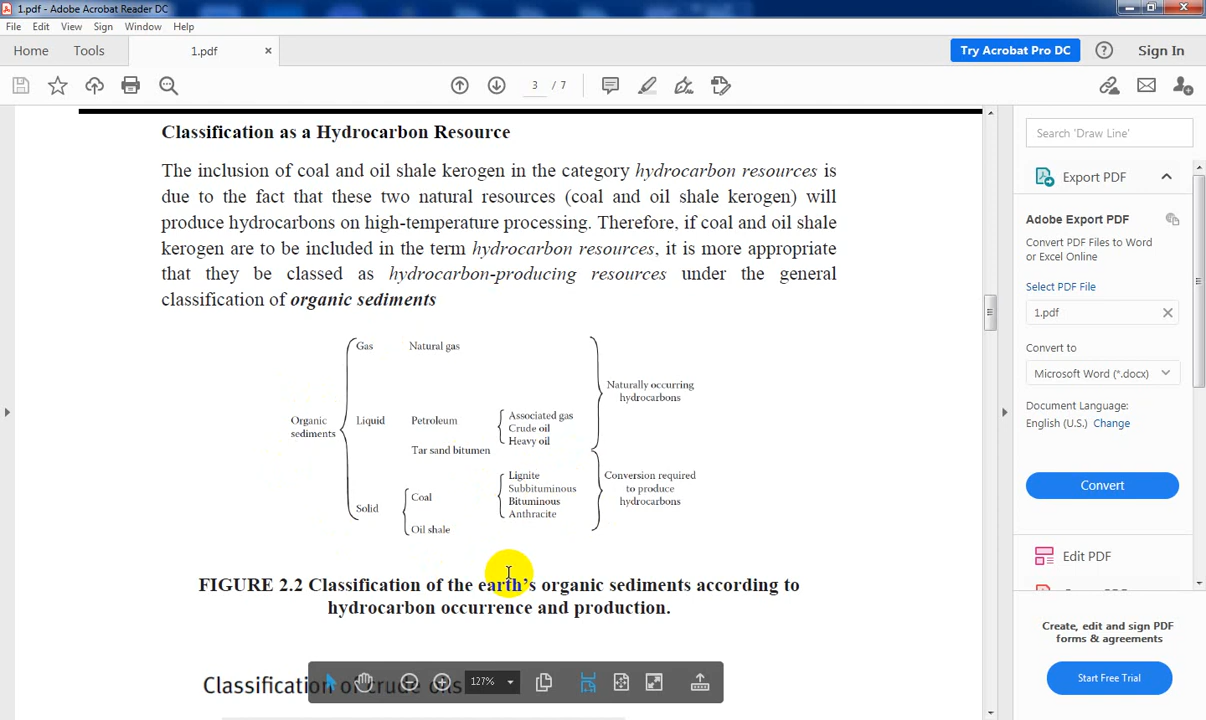 1.pdf - Adobe Acrobat Reader DC
File Edit View Sign Window Help
Home Tools 1.pdf × Try Acrobat Pro DC ? Sign In
3 / 7
Classification as a Hydrocarbon Resource
The inclusion of coal and oil shale kerogen in the category hydrocarbon resources is
due to the fact that these two natural resources (coal and oil shale kerogen) will
produce hydrocarbons on high-temperature processing. Therefore, if coal and oil shale
kerogen are to be included in the term hydrocarbon resources, it is more appropriate
that they be classed as hydrocarbon-producing resources under the general
classification of organic sediments
Gas Natural gas
Naturally occurring
hydrocarbons
Organic
sediments
Liquid Petroleum
Associated gas
Crude oil
Heavy oil
Tar sand bitumen
Lignite
Subbituminous
Bituminous
Anthracite
Conversion required
to produce
hydrocarbons
Solid
Coal
Oil shale
FIGURE 2.2 Classification of the earth’s organic sediments according to
hydrocarbon occurrence and production.
Classification of crude oils
127%
Search 'Draw Line'
Export PDF
Adobe Export PDF
Convert PDF Files to Word
or Excel Online
Select PDF File
1.pdf
Convert to
Microsoft Word (*.docx)
Document Language:
English (U.S.) Change
Convert
Edit PDF
Create, edit and sign PDF
forms & agreements
Start Free Trial